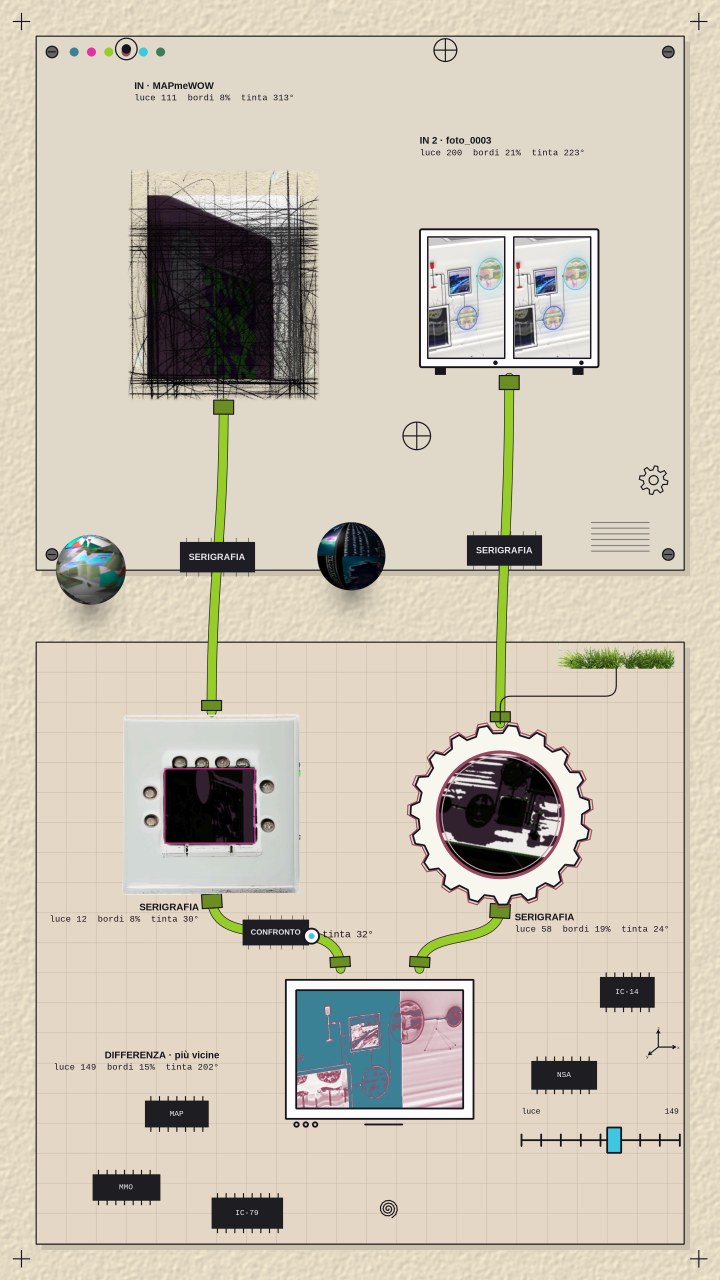 IN · MAPmeWOW
luce 111  bordi 8%  tinta 313°
IN 2 · foto_0003
luce 200  bordi 21%  tinta 223°
SERIGRAFIA
SERIGRAFIA
SERIGRAFIA
luce 12  bordi 8%  tinta 30°
CONFRONTO
tinta 32°
SERIGRAFIA
luce 58  bordi 19%  tinta 24°
IC-14
DIFFERENZA · più vicine
luce 149  bordi 15%  tinta 202°
NSA
luce 149
MAP
MMO
IC-79